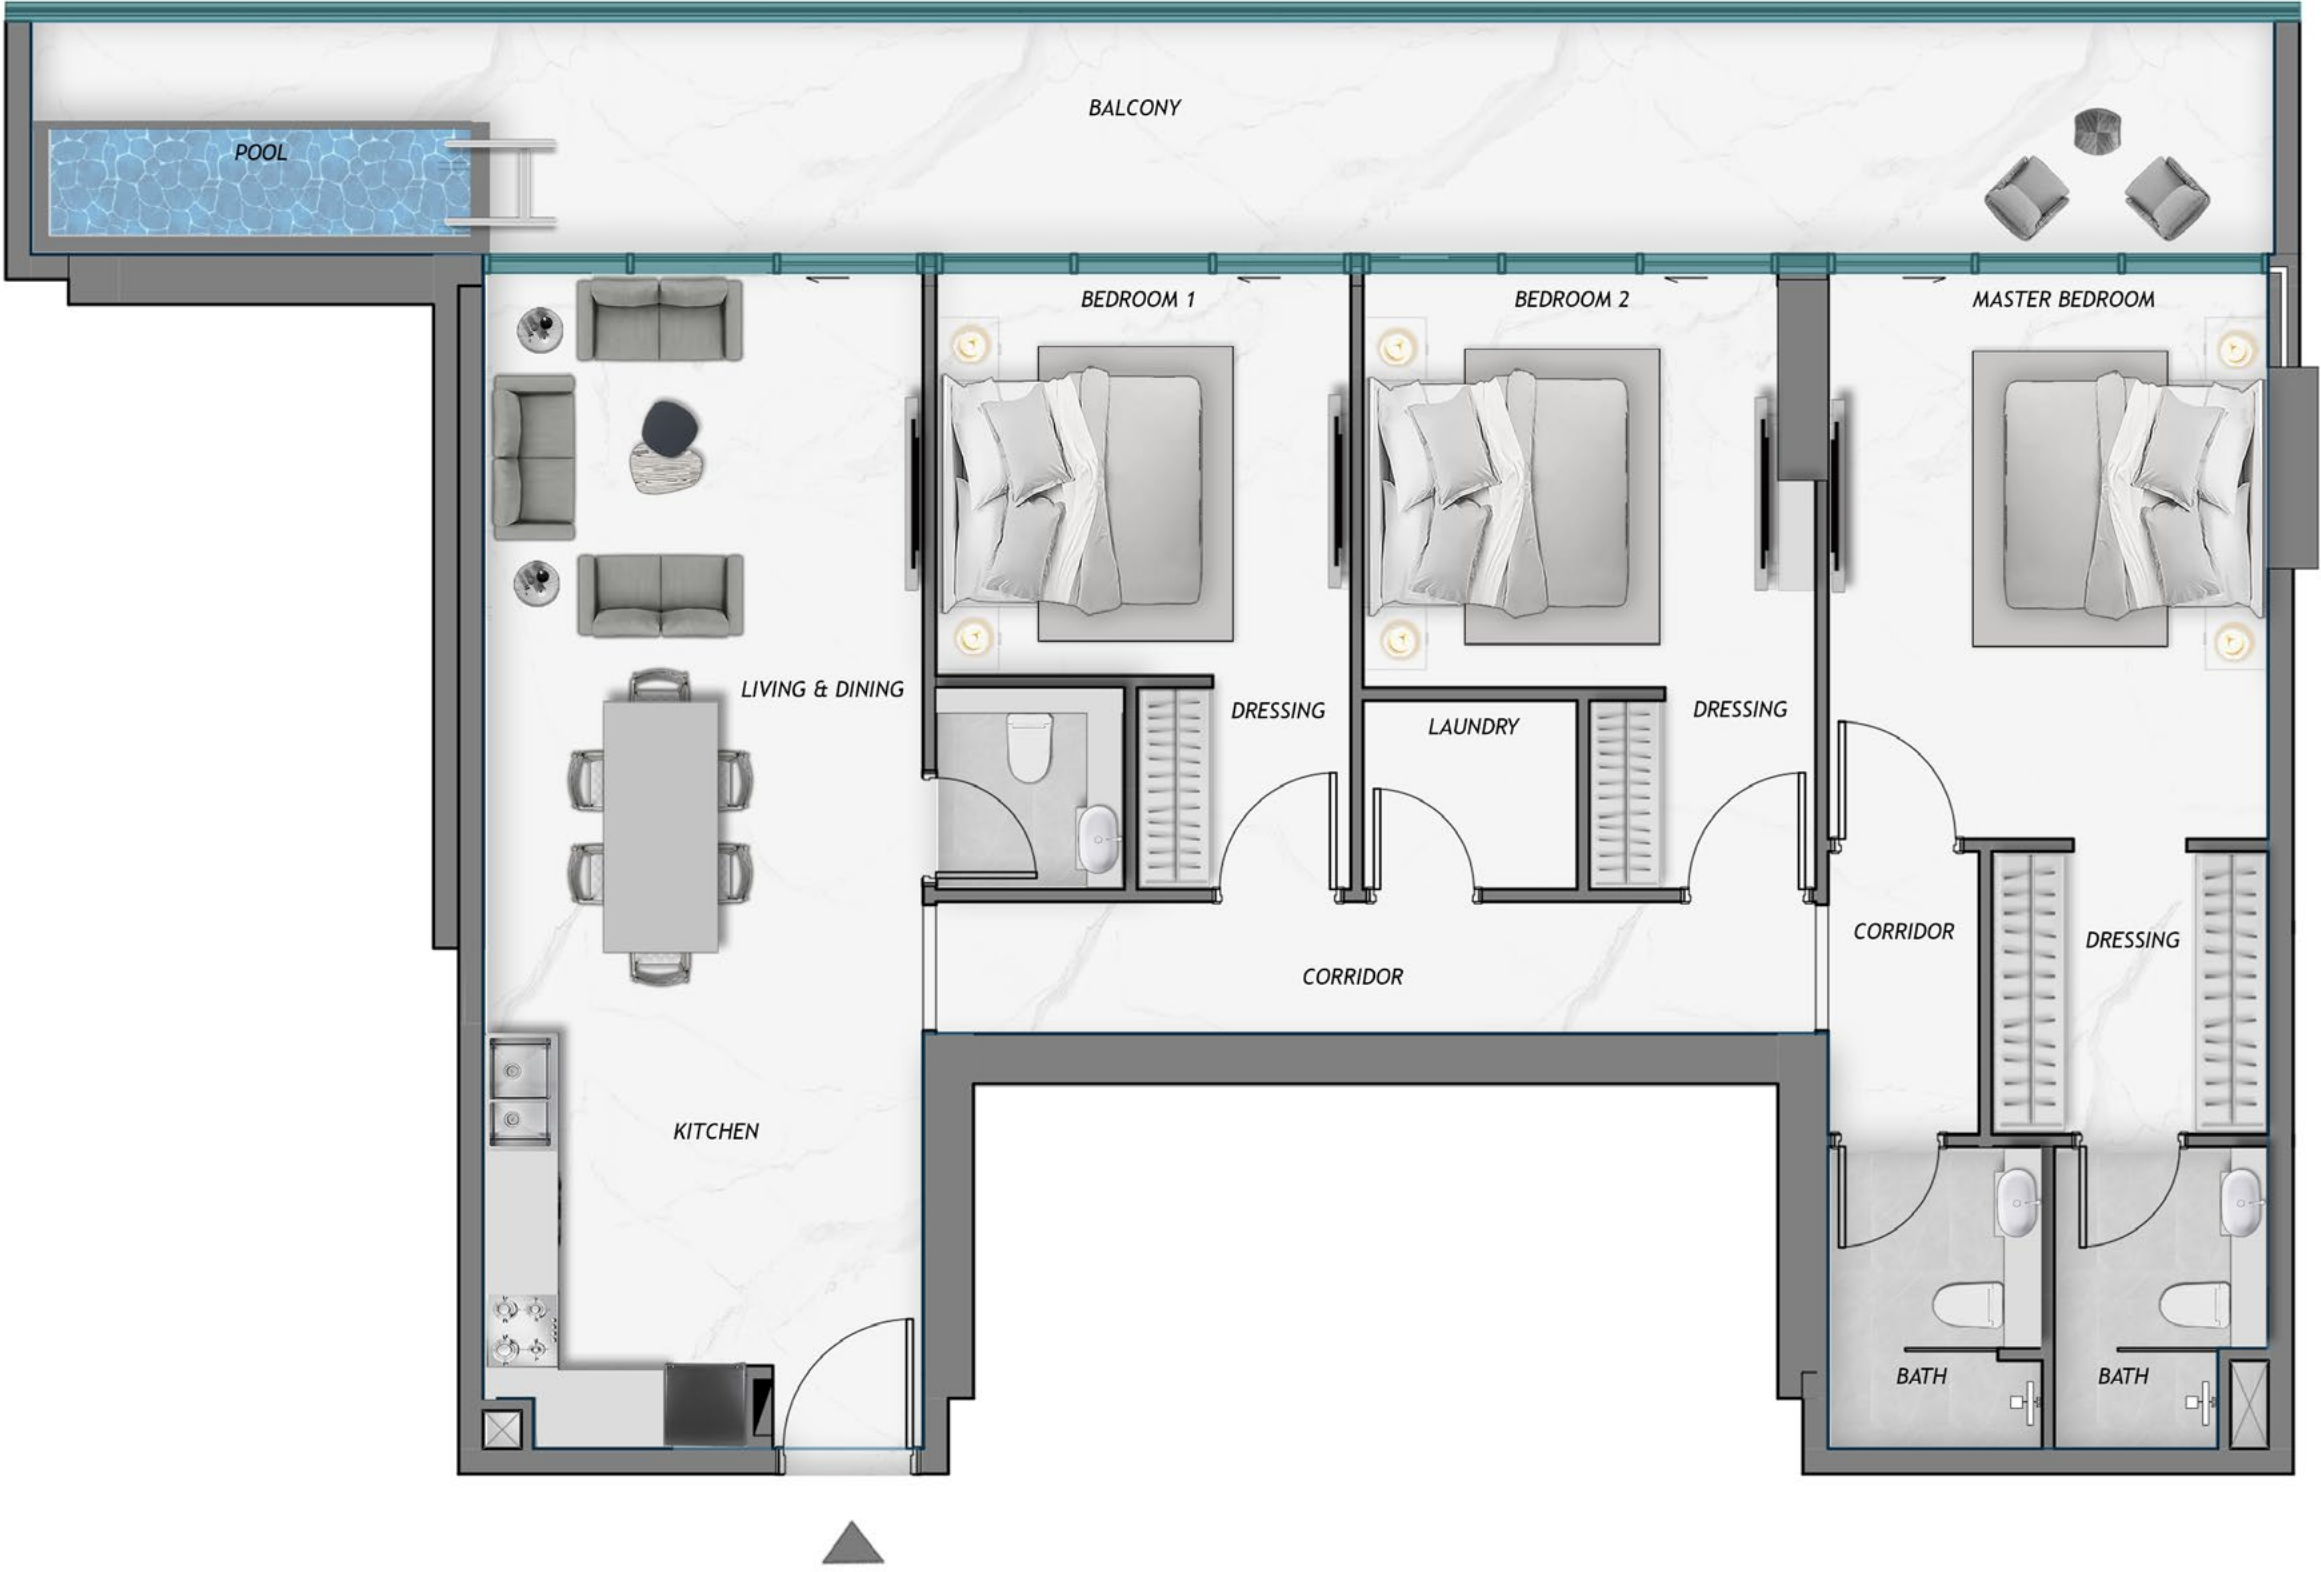 BALCONY
POOL
BEDROOM 1
BEDROOM 2
MASTER BEDROOM
LIVING & DINING
DRESSING
LAUNDRY
DRESSING
CORRIDOR
DRESSING
CORRIDOR
KITCHEN
BATH
BATH